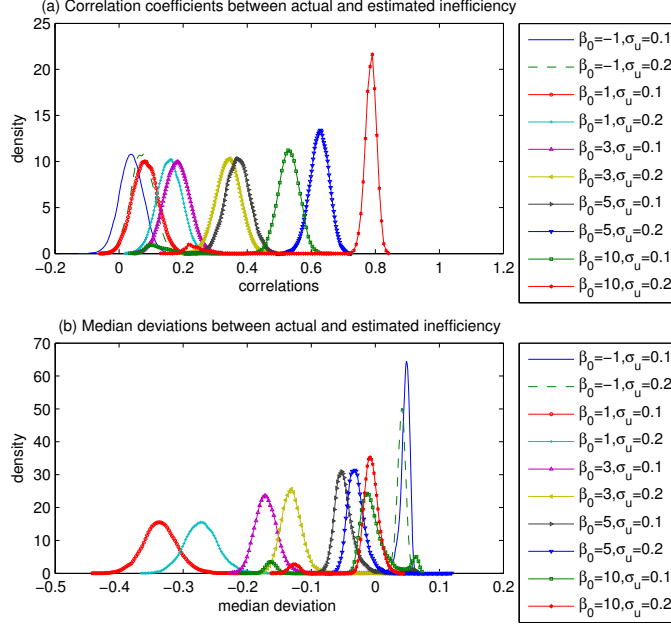 (a) Correlation coefficients between actual and estimated inefficiency
25
20
15
10
5
0
density
−0.2 0 0.2 0.4 0.6 0.8 1 1.2
correlations
β0=−1,σu=0.1
β0=−1,σu=0.2
β0=1,σu=0.1
β0=1,σu=0.2
β0=3,σu=0.1
β0=3,σu=0.2
β0=5,σu=0.1
β0=5,σu=0.2
β0=10,σu=0.1
β0=10,σu=0.2
(b) Median deviations between actual and estimated inefficiency
70
60
50
40
30
20
10
0
density
−0.5 −0.4 −0.3 −0.2 −0.1 0 0.1 0.2
median deviation
β0=−1,σu=0.1
β0=−1,σu=0.2
β0=1,σu=0.1
β0=1,σu=0.2
β0=3,σu=0.1
β0=3,σu=0.2
β0=5,σu=0.1
β0=5,σu=0.2
β0=10,σu=0.1
β0=10,σu=0.2